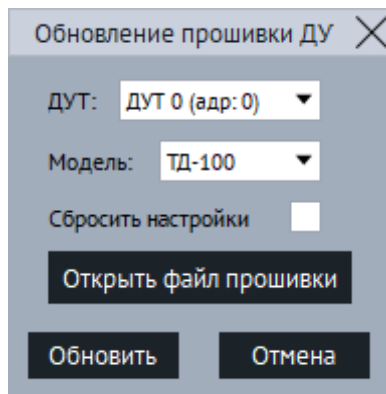 Обновление прошивки ДУ
ДУТ: ДУТ 0 (адр: 0)
Модель: ТД-100
Сбросить настройки
Открыть файл прошивки
Обновить Отмена